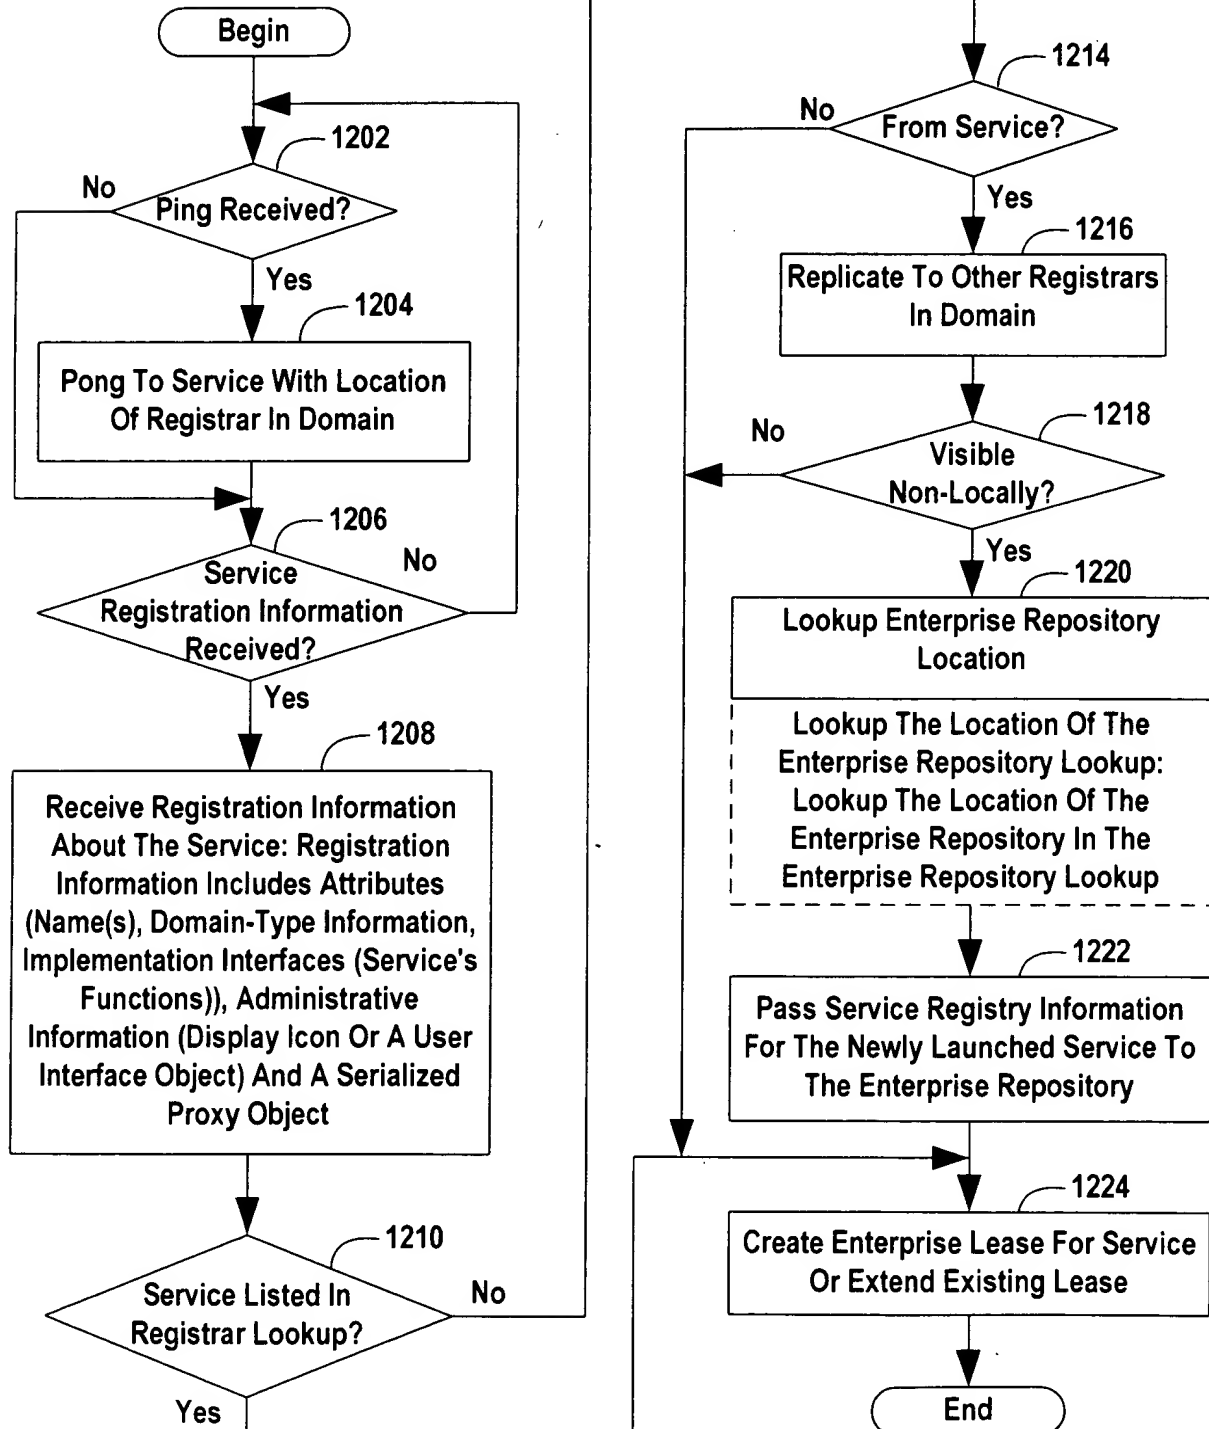 Begin
1202
No
Ping Received?
Yes
1204
Pong To Service With Location
Of Registrar In Domain
1206
No
Service
Registration Information
Received?
Yes
1208
Receive Registration Information
About The Service: Registration
Information Includes Attributes
(Name(s), Domain-Type Information,
Implementation Interfaces (Service's
Functions)), Administrative
Information (Display Icon Or A User
Interface Object) And A Serialized
Proxy Object
1210
Service Listed In
Registrar Lookup?
No
Yes
1214
No
From Service?
Yes
1216
Replicate To Other Registrars
In Domain
1218
No
Visible
Non-Locally?
Yes
1220
Lookup Enterprise Repository
Location
Lookup The Location Of The
Enterprise Repository Lookup:
Lookup The Location Of The
Enterprise Repository In The
Enterprise Repository Lookup
1222
Pass Service Registry Information
For The Newly Launched Service To
The Enterprise Repository
1224
Create Enterprise Lease For Service
Or Extend Existing Lease
End